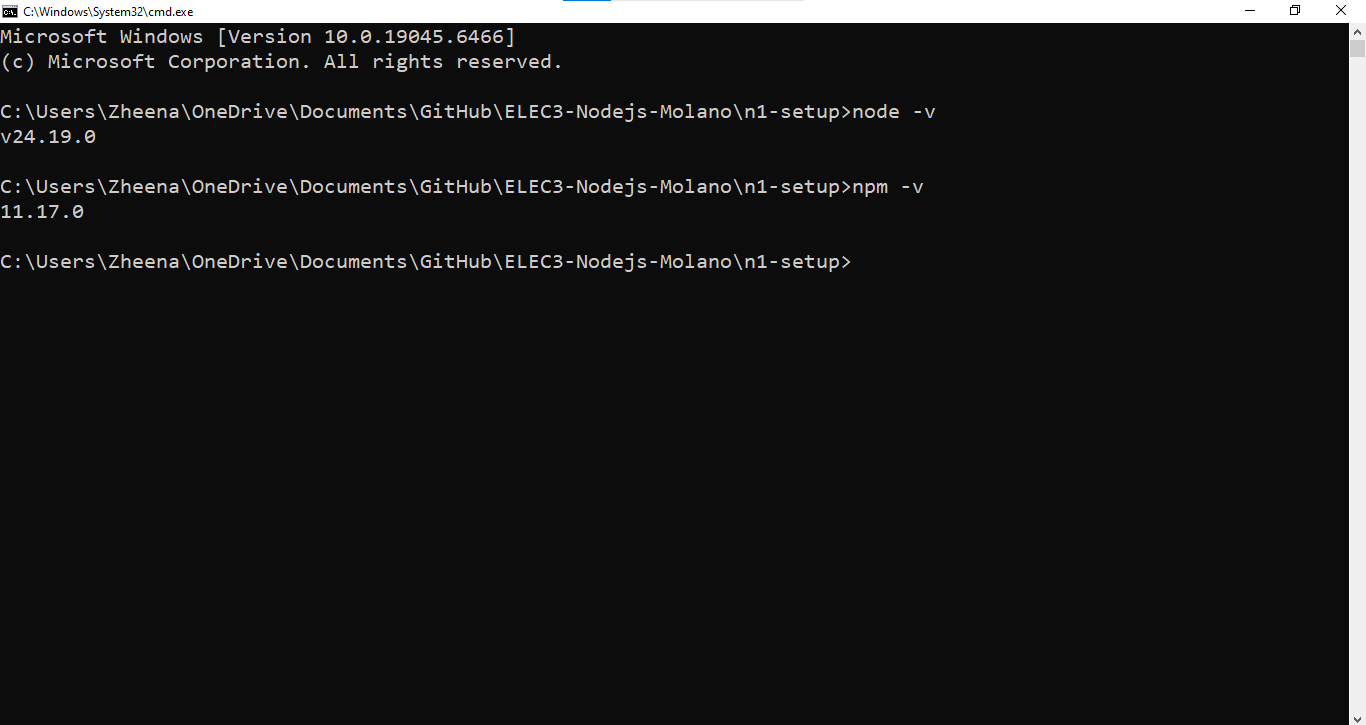 C:\Windows\System32\cmd.exe
Microsoft Windows [Version 10.0.19045.6466]
(c) Microsoft Corporation. All rights reserved.
C:\Users\Zheena\OneDrive\Documents\GitHub\ELEC3-Nodejs-Molano\n1-setup>node -v
v24.19.0
C:\Users\Zheena\OneDrive\Documents\GitHub\ELEC3-Nodejs-Molano\n1-setup>npm -v
11.17.0
C:\Users\Zheena\OneDrive\Documents\GitHub\ELEC3-Nodejs-Molano\n1-setup>